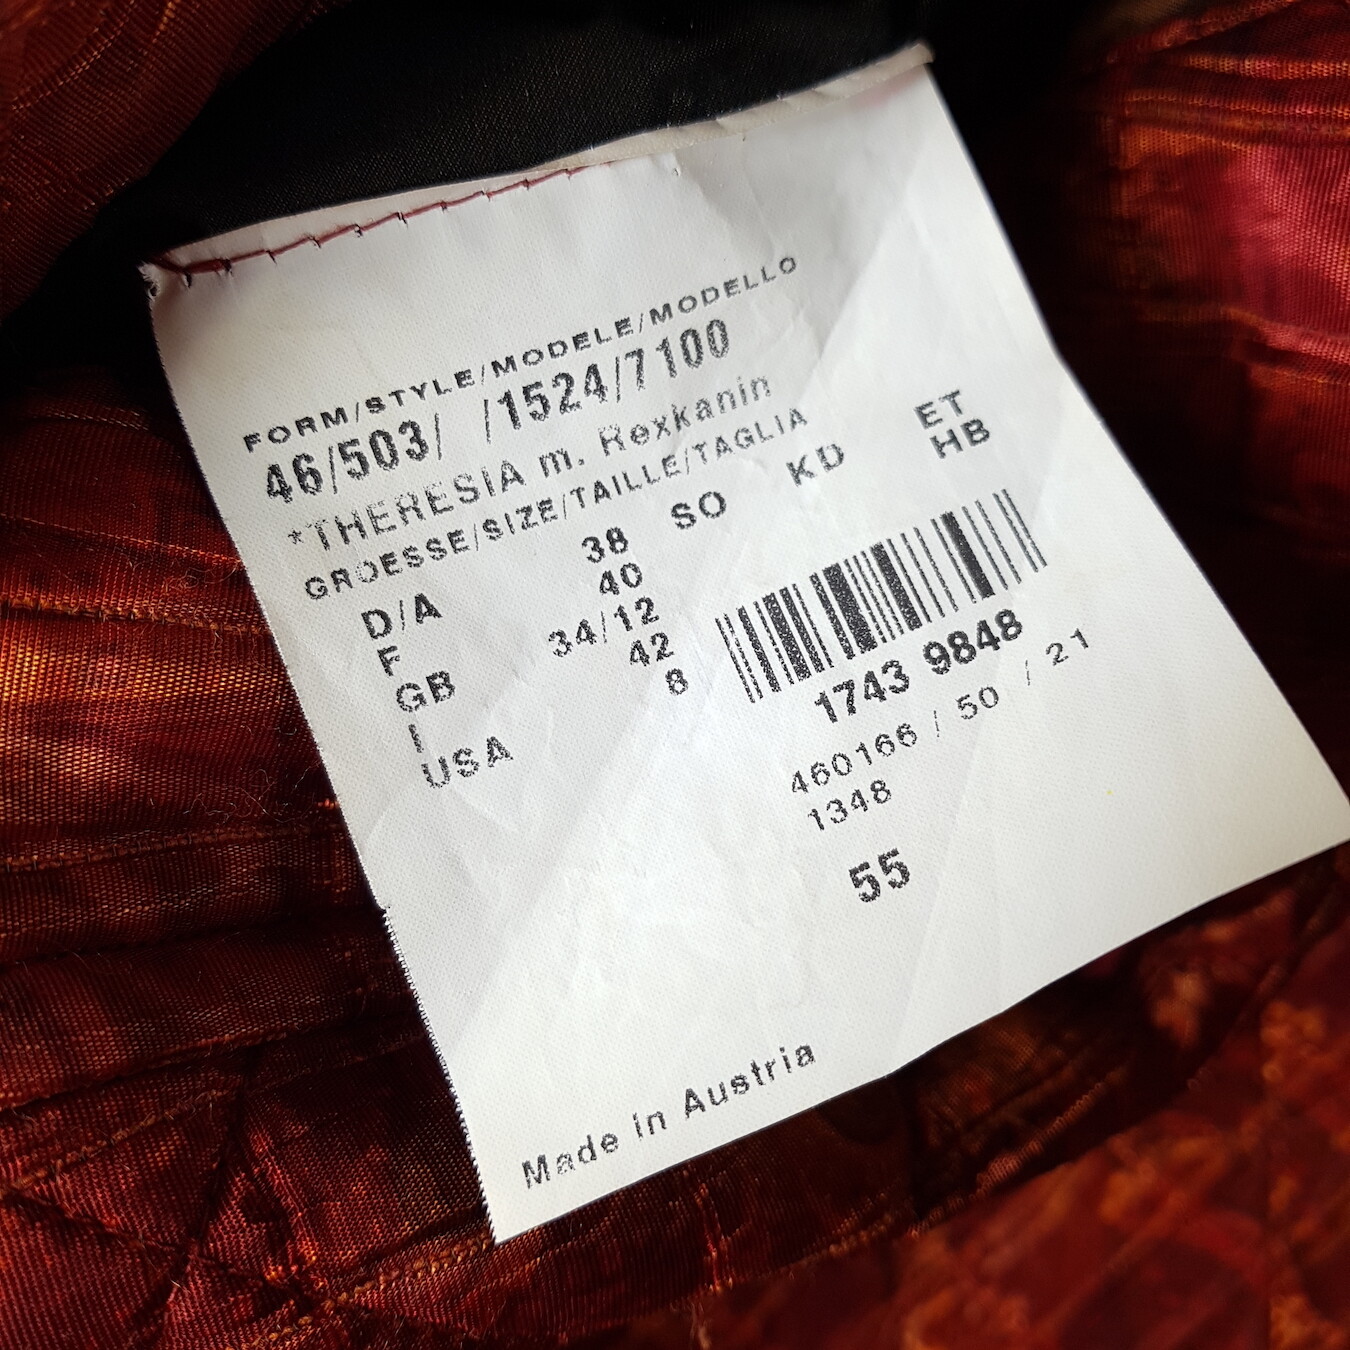 FORM/STYLE/MODELE/MODELLO
46/503/ /1524/7100
*THERESIA m. Rexkanin
GROESSE/SIZE/TAILLE/TAGLIA
D/A 38 SO KD ET
F 40 HB
GB 34/12
I 42
USA 8
1743 9848
460166 / 50 / 21
1348
55
Made in Austria